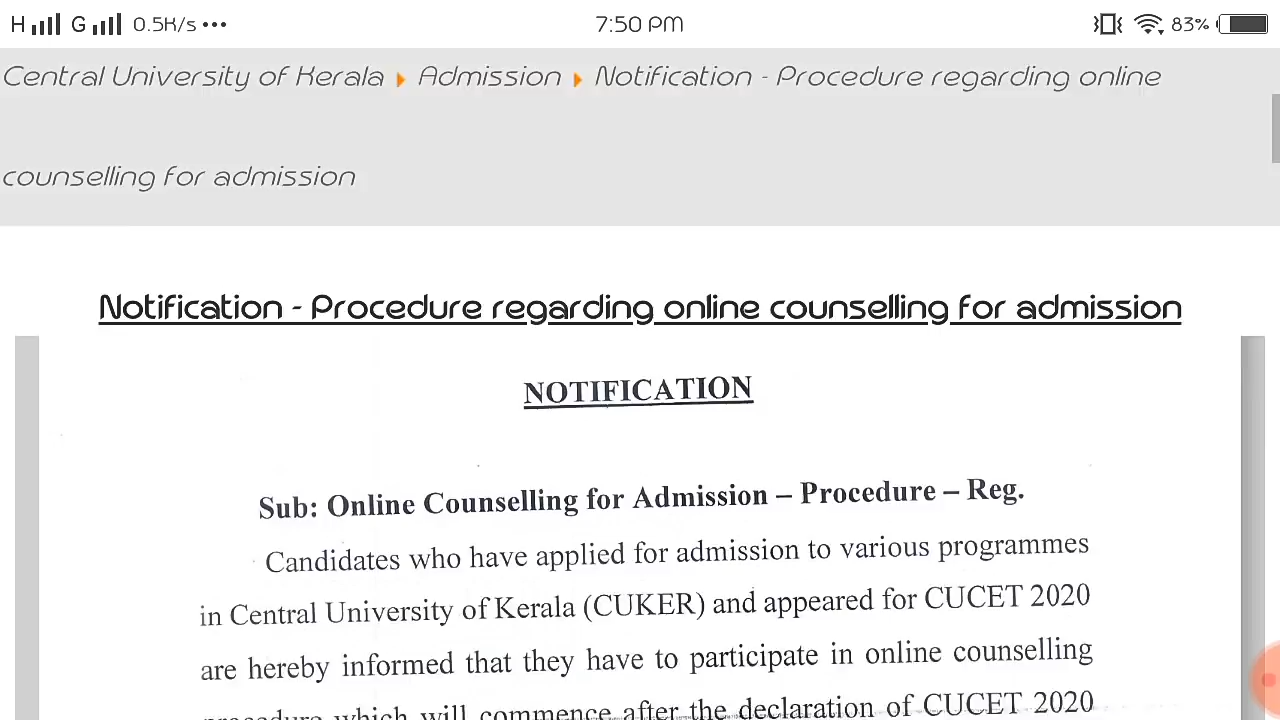 H G 0.5K/s ••• 7:50 PM 83%
Central University of Kerala Admission Notification - Procedure regarding online
counselling for admission
Notification - Procedure regarding online counselling for admission
NOTIFICATION
Sub: Online Counselling for Admission – Procedure – Reg.
Candidates who have applied for admission to various programmes
in Central University of Kerala (CUKER) and appeared for CUCET 2020
are hereby informed that they have to participate in online counselling
procedure which will commence after the declaration of CUCET 2020